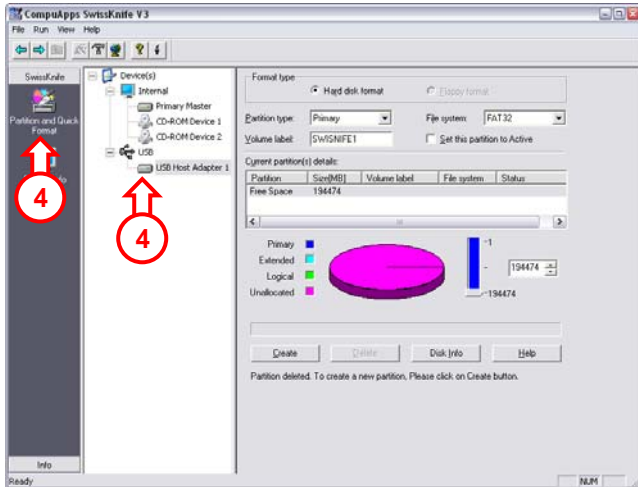 CompuApps SwissKnife V3
File Run View Help
SwissKnife
Partition and Quick
Format
4
Device(s)
Internal
Primary Master
CD-ROM Device 1
CD-ROM Device 2
USB
USB Host Adapter 1
4
Format type
Hard disk format
Floppy format
Partition type: Primary
File system: FAT32
Volume label: SWISNIFE1
Set this partition to Active
Current partition(s) details:
Partition Size[MB] Volume label File system Status
Free Space 194474
Primary
Extended
Logical
Unallocated
-1
194474
-194474
Create Delete Disk Info Help
Partition deleted. To create a new partition, Please click on Create button.
Info
Ready
NUM